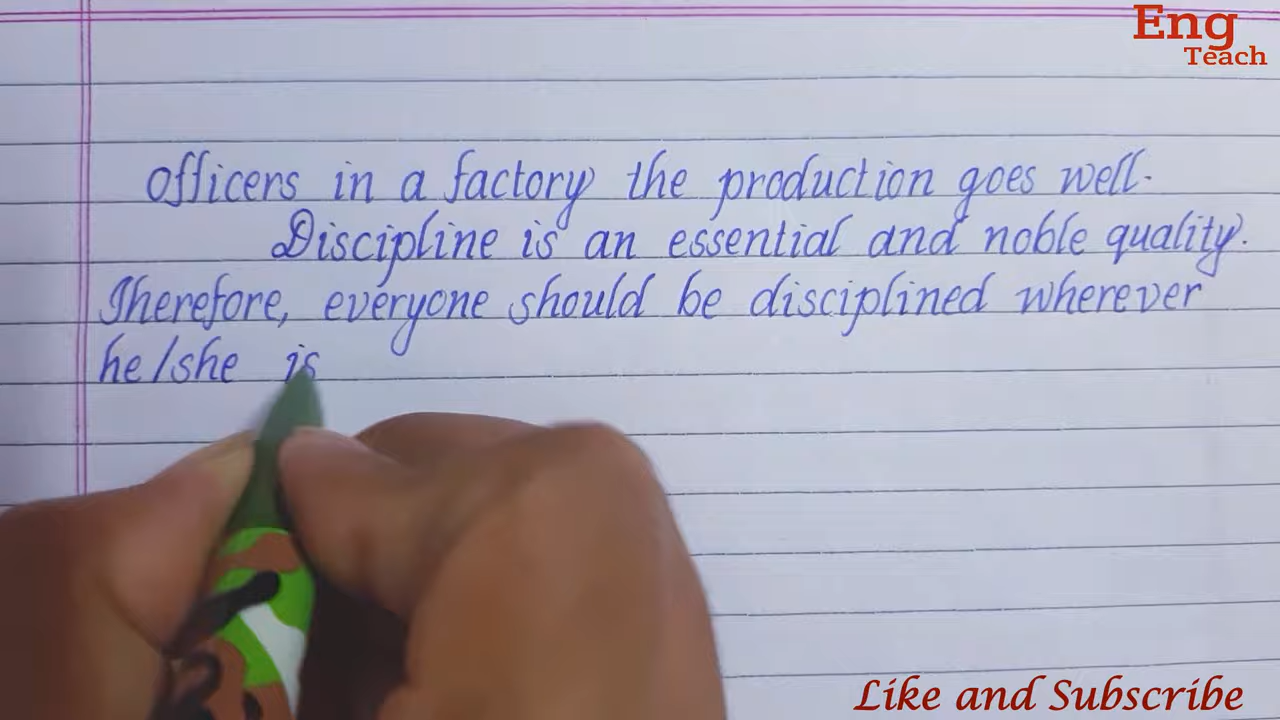 Eng
Teach
officers in a factory the production goes well.
Discipline is an essential and noble quality.
Therefore, everyone should be disciplined wherever
he/she is
Like and Subscribe